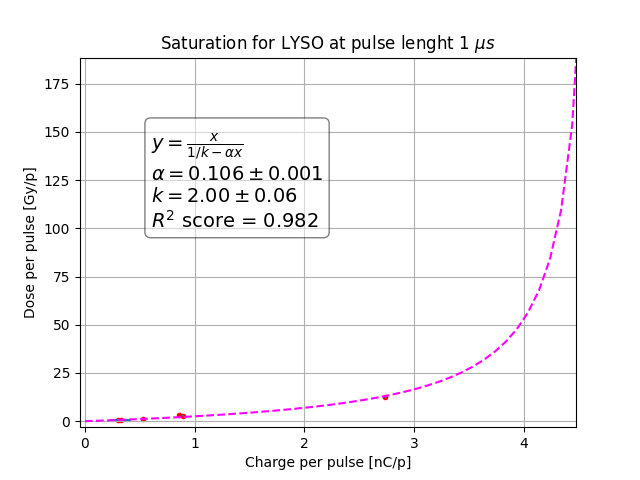 Saturation for LYSO at pulse lenght 1 μs
175
150
125
100
75
50
25
0
Dose per pulse [Gy/p]
y = x / (1/k − αx)
α = 0.106 ± 0.001
k = 2.00 ± 0.06
R² score = 0.982
0 1 2 3 4
Charge per pulse [nC/p]